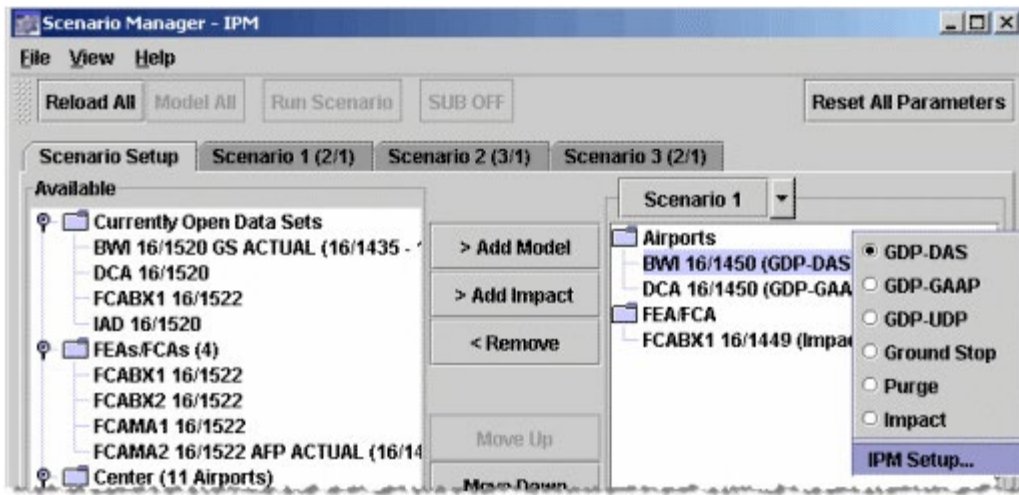 Scenario Manager - IPM
File View Help
Reload All Model All Run Scenario SUB OFF Reset All Parameters
Scenario Setup Scenario 1 (2/1) Scenario 2 (3/1) Scenario 3 (2/1)
Available
Currently Open Data Sets
BWI 16/1520 GS ACTUAL (16/1435 -
DCA 16/1520
FCABX1 16/1522
IAD 16/1520
FEAs/FCAs (4)
FCABX1 16/1522
FCABX2 16/1522
FCAMA1 16/1522
FCAMA2 16/1522 AFP ACTUAL (16/14
Center (11 Airports)
> Add Model
> Add Impact
< Remove
Move Up
Move Down
Scenario 1
Airports
BWI 16/1450 (GDP-DAS
DCA 16/1450 (GDP-GAA
FEA/FCA
FCABX1 16/1449 (Impa
GDP-DAS
GDP-GAAP
GDP-UDP
Ground Stop
Purge
Impact
IPM Setup...